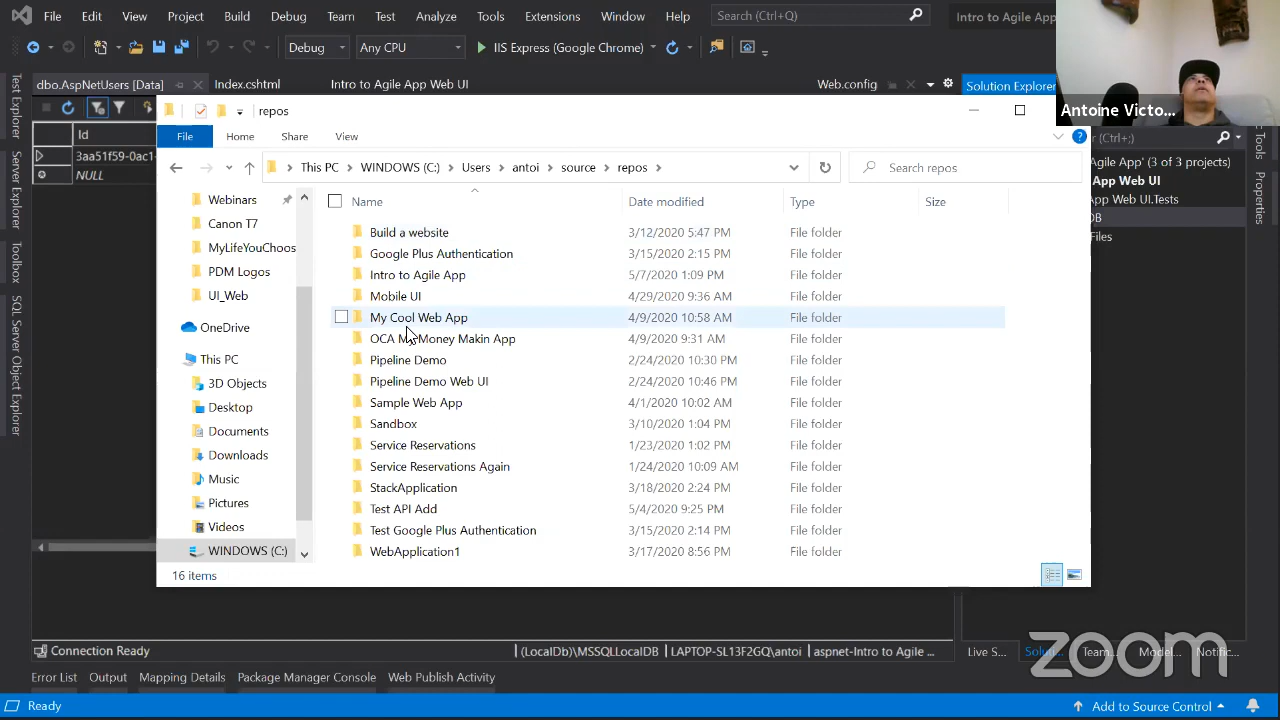 File Edit View Project Build Debug Team Test Analyze Tools Extensions Window Help Search (Ctrl+Q) Intro to Agile App
Debug Any CPU IIS Express (Google Chrome)
dbo.AspNetUsers [Data] Index.cshtml Intro to Agile App Web UI Web.config Solution Explorer
Antoine Victo...
repos
Id
3aa51f59-0ac1-
NULL
File Home Share View
This PC WINDOWS (C:) Users antoi source repos Search repos
Webinars
Canon T7
MyLifeYouChoos
PDM Logos
UI_Web
OneDrive
This PC
3D Objects
Desktop
Documents
Downloads
Music
Pictures
Videos
WINDOWS (C:)
Name Date modified Type Size
Build a website 3/12/2020 5:47 PM File folder
Google Plus Authentication 3/15/2020 2:15 PM File folder
Intro to Agile App 5/7/2020 1:09 PM File folder
Mobile UI 4/29/2020 9:36 AM File folder
My Cool Web App 4/9/2020 10:58 AM File folder
OCA M Money Makin App 4/9/2020 9:31 AM File folder
Pipeline Demo 2/24/2020 10:30 PM File folder
Pipeline Demo Web UI 2/24/2020 10:46 PM File folder
Sample Web App 4/1/2020 10:02 AM File folder
Sandbox 3/10/2020 1:04 PM File folder
Service Reservations 1/23/2020 1:02 PM File folder
Service Reservations Again 1/24/2020 10:09 AM File folder
StackApplication 3/18/2020 2:24 PM File folder
Test API Add 5/4/2020 9:25 PM File folder
Test Google Plus Authentication 3/15/2020 2:14 PM File folder
WebApplication1 3/17/2020 8:56 PM File folder
16 items
r (Ctrl+;)
Agile App' (3 of 3 projects)
App Web UI
App Web UI.Tests
DB
Files
Test Explorer
Server Explorer
Toolbox
SQL Server Object Explorer
Tools
Properties
Connection Ready (LocalDb)\MSSQLLocalDB LAPTOP-SL13F2GQ\antoi aspnet-Intro to Agile ...
Live S... Solut... Team... Model... Notific...
zoom
Error List Output Mapping Details Package Manager Console Web Publish Activity
Ready Add to Source Control